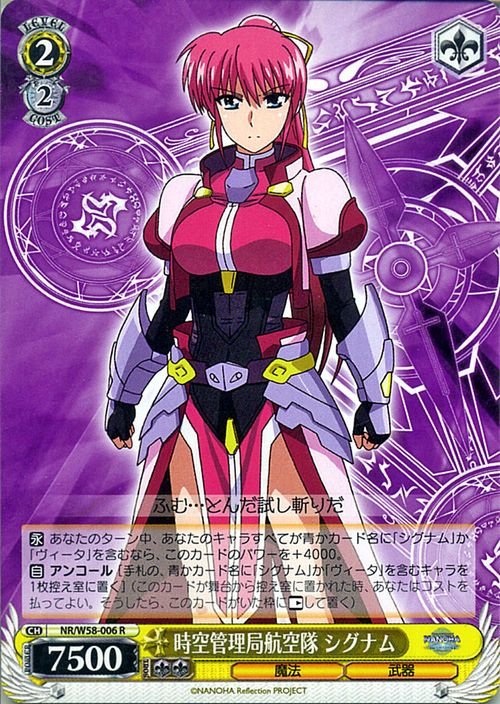 LEVEL
2
2
COST
ふむ…とんだ試し斬りだ
永 あなたのターン中、あなたのキャラすべてが青かカード名に「シグナム」か
「ヴィータ」を含むなら、このカードのパワーを+4000。
自 アンコール [手札の、青かカード名に「シグナム」か「ヴィータ」を含むキャラを
1枚控え室に置く] (このカードが舞台から控え室に置かれた時、あなたはコストを
払ってよい。そうしたら、このカードがいた枠に レスト して置く)
CH NR/W58-006 R
POWER 7500
時空管理局航空隊 シグナム
NANOHA
SOUL
魔法 武器
©NANOHA Reflection PROJECT